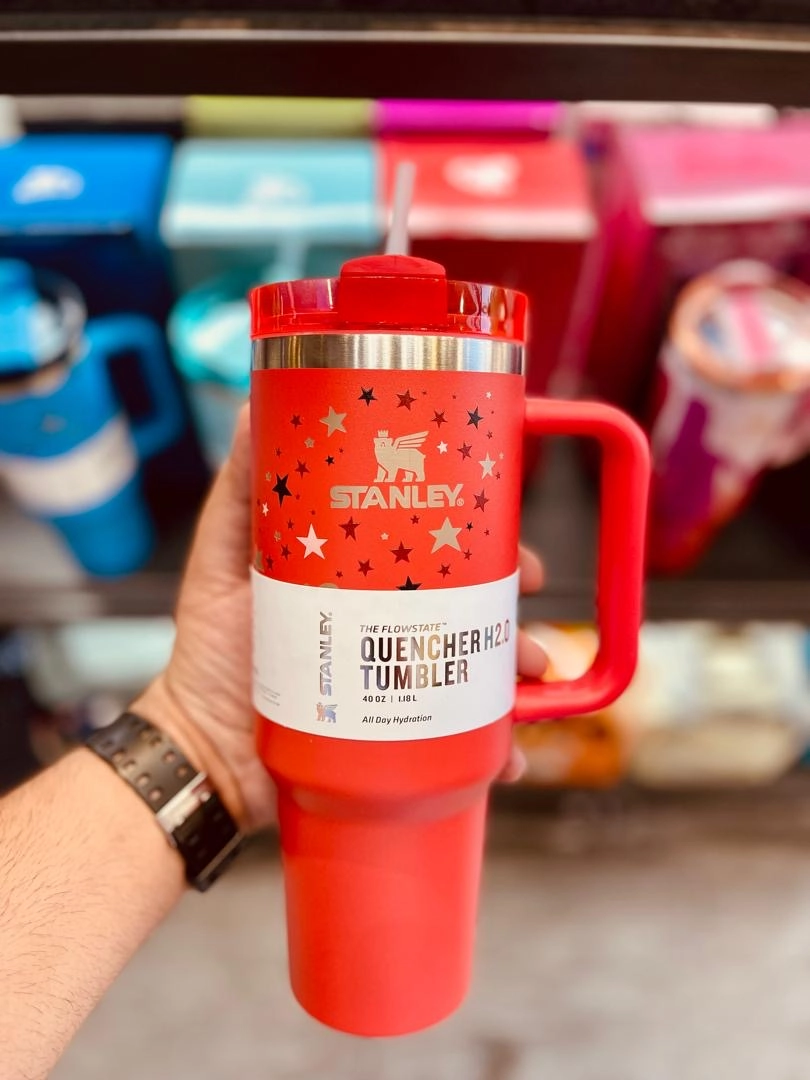 STANLEY®
STANLEY
THE FLOWSTATE™
QUENCHER H2.0
TUMBLER
40 OZ | 1.18 L
All Day Hydration